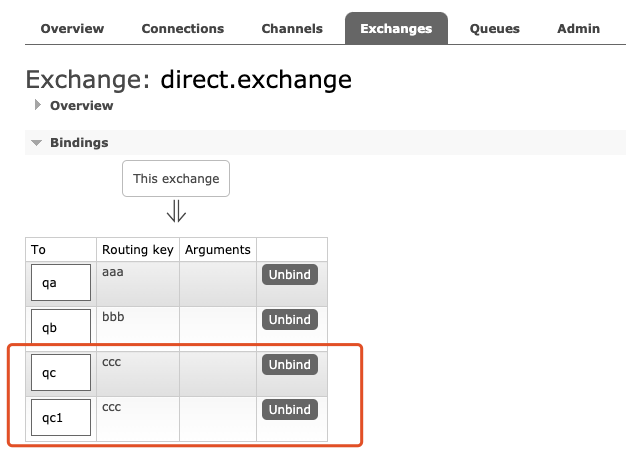 Overview Connections Channels Exchanges Queues Admin
Exchange: direct.exchange
Overview
Bindings
This exchange
To Routing key Arguments
qa aaa Unbind
qb bbb Unbind
qc ccc Unbind
qc1 ccc Unbind